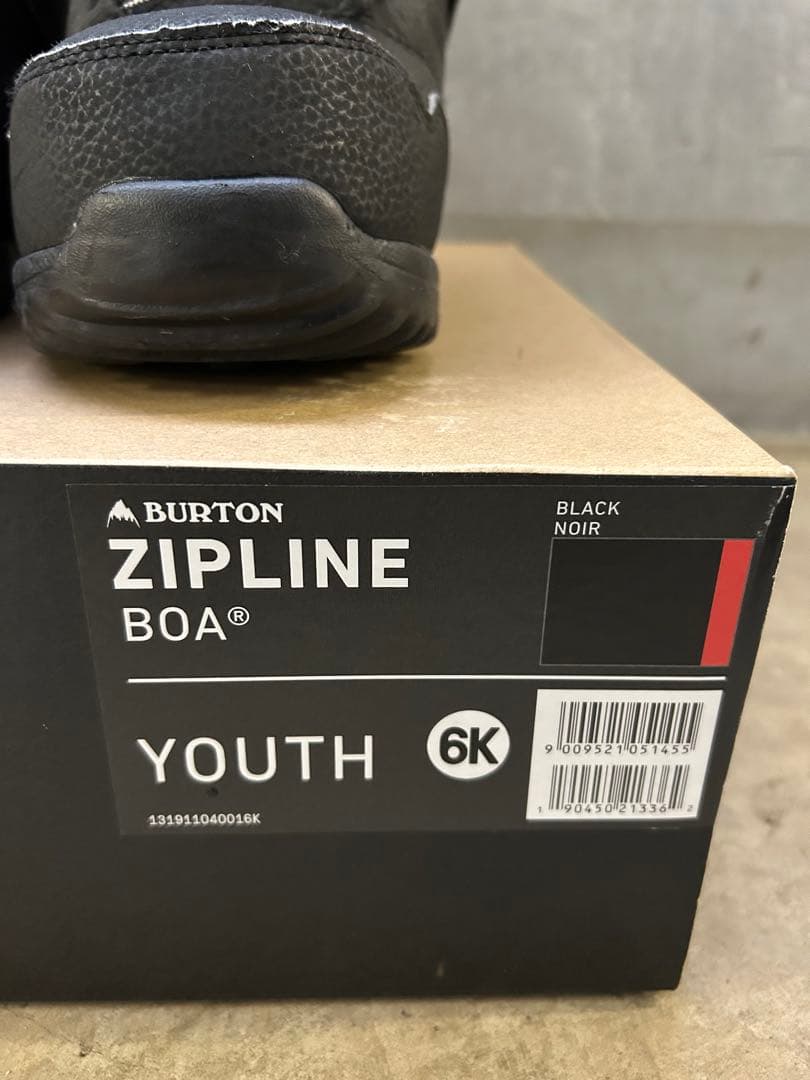 BURTON
ZIPLINE
BOA®
BLACK
NOIR
YOUTH
6K
131911040016K
9 009521 051455
1 90450 21336 2